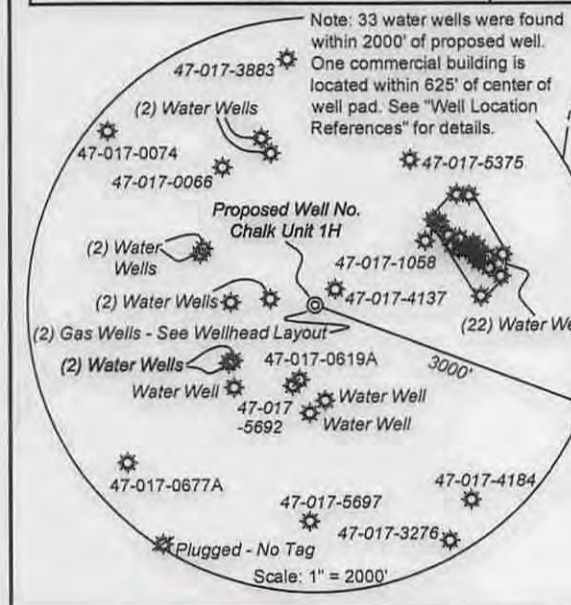 Note: 33 water wells were found
within 2000' of proposed well.
One commercial building is
located within 625' of center of
well pad. See "Well Location
References" for details.
47-017-3883
(2) Water Wells
47-017-0074
47-017-0066
47-017-5375
Proposed Well No.
Chalk Unit 1H
(2) Water
Wells
47-017-1058
47-017-4137
(2) Water Wells
(22) Water
(2) Gas Wells - See Wellhead Layout
(2) Water Wells
47-017-0619A
3000'
Water Well
47-017
-5692
Water Well
Water Well
47-017-0677A
47-017-4184
47-017-5697
47-017-3276
Plugged - No Tag
Scale: 1" = 2000'